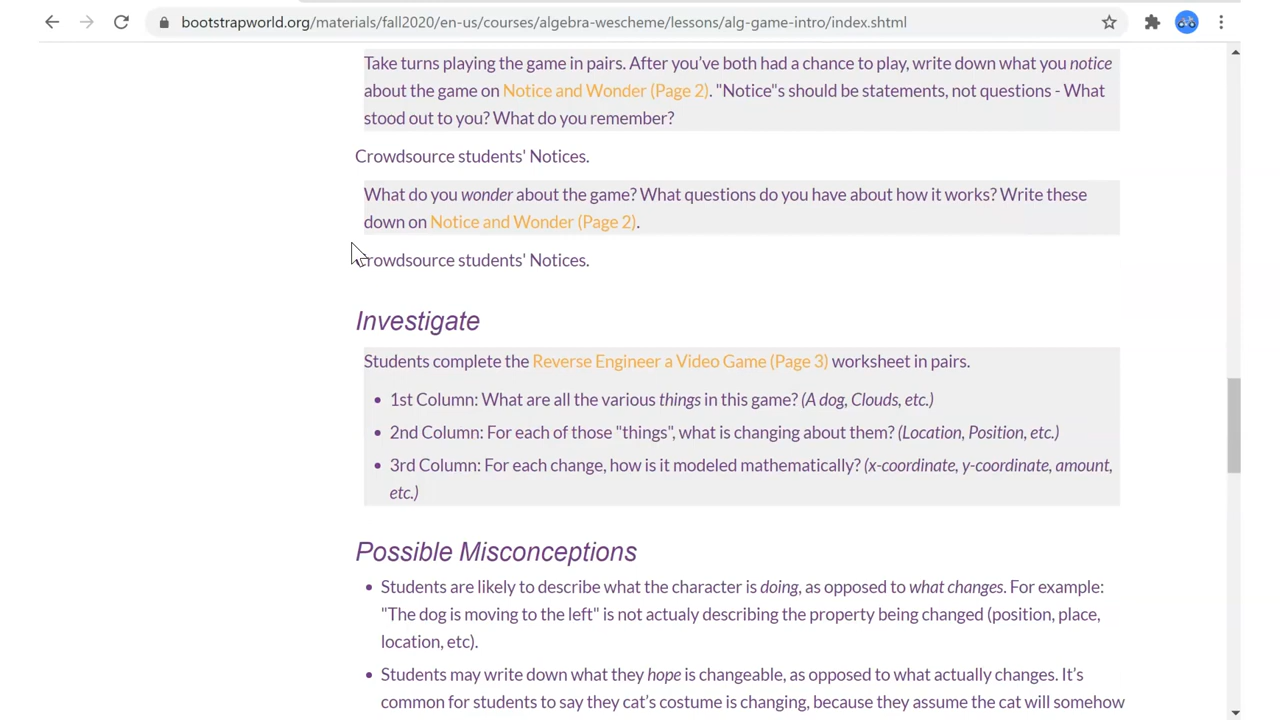 bootstrapworld.org/materials/fall2020/en-us/courses/algebra-wescheme/lessons/alg-game-intro/index.shtml
Take turns playing the game in pairs. After you've both had a chance to play, write down what you notice
about the game on Notice and Wonder (Page 2). "Notice"s should be statements, not questions - What
stood out to you? What do you remember?
Crowdsource students' Notices.
What do you wonder about the game? What questions do you have about how it works? Write these
down on Notice and Wonder (Page 2).
Crowdsource students' Notices.
Investigate
Students complete the Reverse Engineer a Video Game (Page 3) worksheet in pairs.
• 1st Column: What are all the various things in this game? (A dog, Clouds, etc.)
• 2nd Column: For each of those "things", what is changing about them? (Location, Position, etc.)
• 3rd Column: For each change, how is it modeled mathematically? (x-coordinate, y-coordinate, amount,
etc.)
Possible Misconceptions
• Students are likely to describe what the character is doing, as opposed to what changes. For example:
"The dog is moving to the left" is not actualy describing the property being changed (position, place,
location, etc).
• Students may write down what they hope is changeable, as opposed to what actually changes. It's
common for students to say they cat's costume is changing, because they assume the cat will somehow